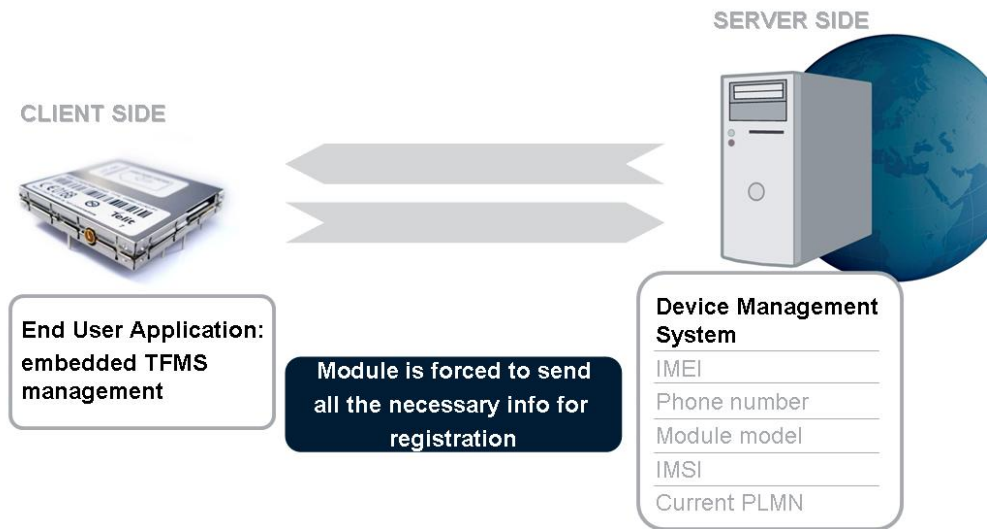 SERVER SIDE
CLIENT SIDE
Telit
End User Application:
embedded TFMS
management
Module is forced to send
all the necessary info for
registration
Device Management
System
IMEI
Phone number
Module model
IMSI
Current PLMN